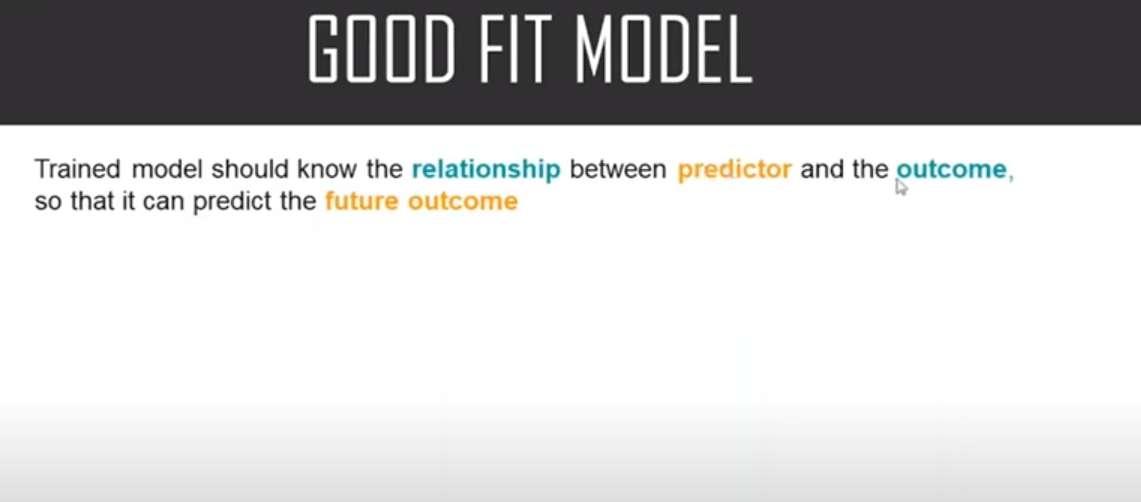 GOOD FIT MODEL
Trained model should know the relationship between predictor and the outcome,
so that it can predict the future outcome